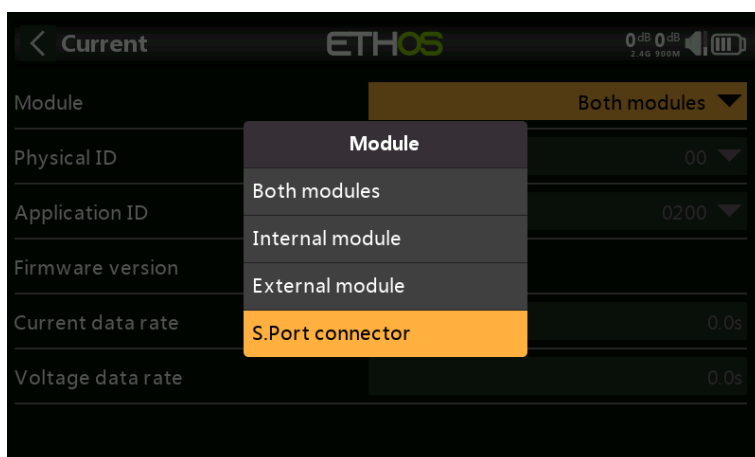 Current
ETHOS
0dB 0dB
2.4G 900M
Module
Both modules
Physical ID
00
Application ID
0200
Firmware version
Current data rate
0.0s
Voltage data rate
0.0s
Module
Both modules
Internal module
External module
S.Port connector